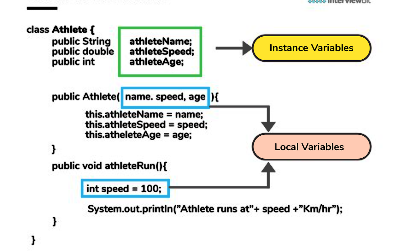 InterviewBit
class Athlete {
public String athleteName;
public double athleteSpeed;
public int athleteAge;
Instance Variables
public Athlete( name. speed, age ){
this.athleteName = name;
this.athleteSpeed = speed;
this.atheleteAge = age;
}
Local Variables
public void athleteRun(){
int speed = 100;
System.out.println("Athlete runs at"+ speed +"Km/hr");
}
}